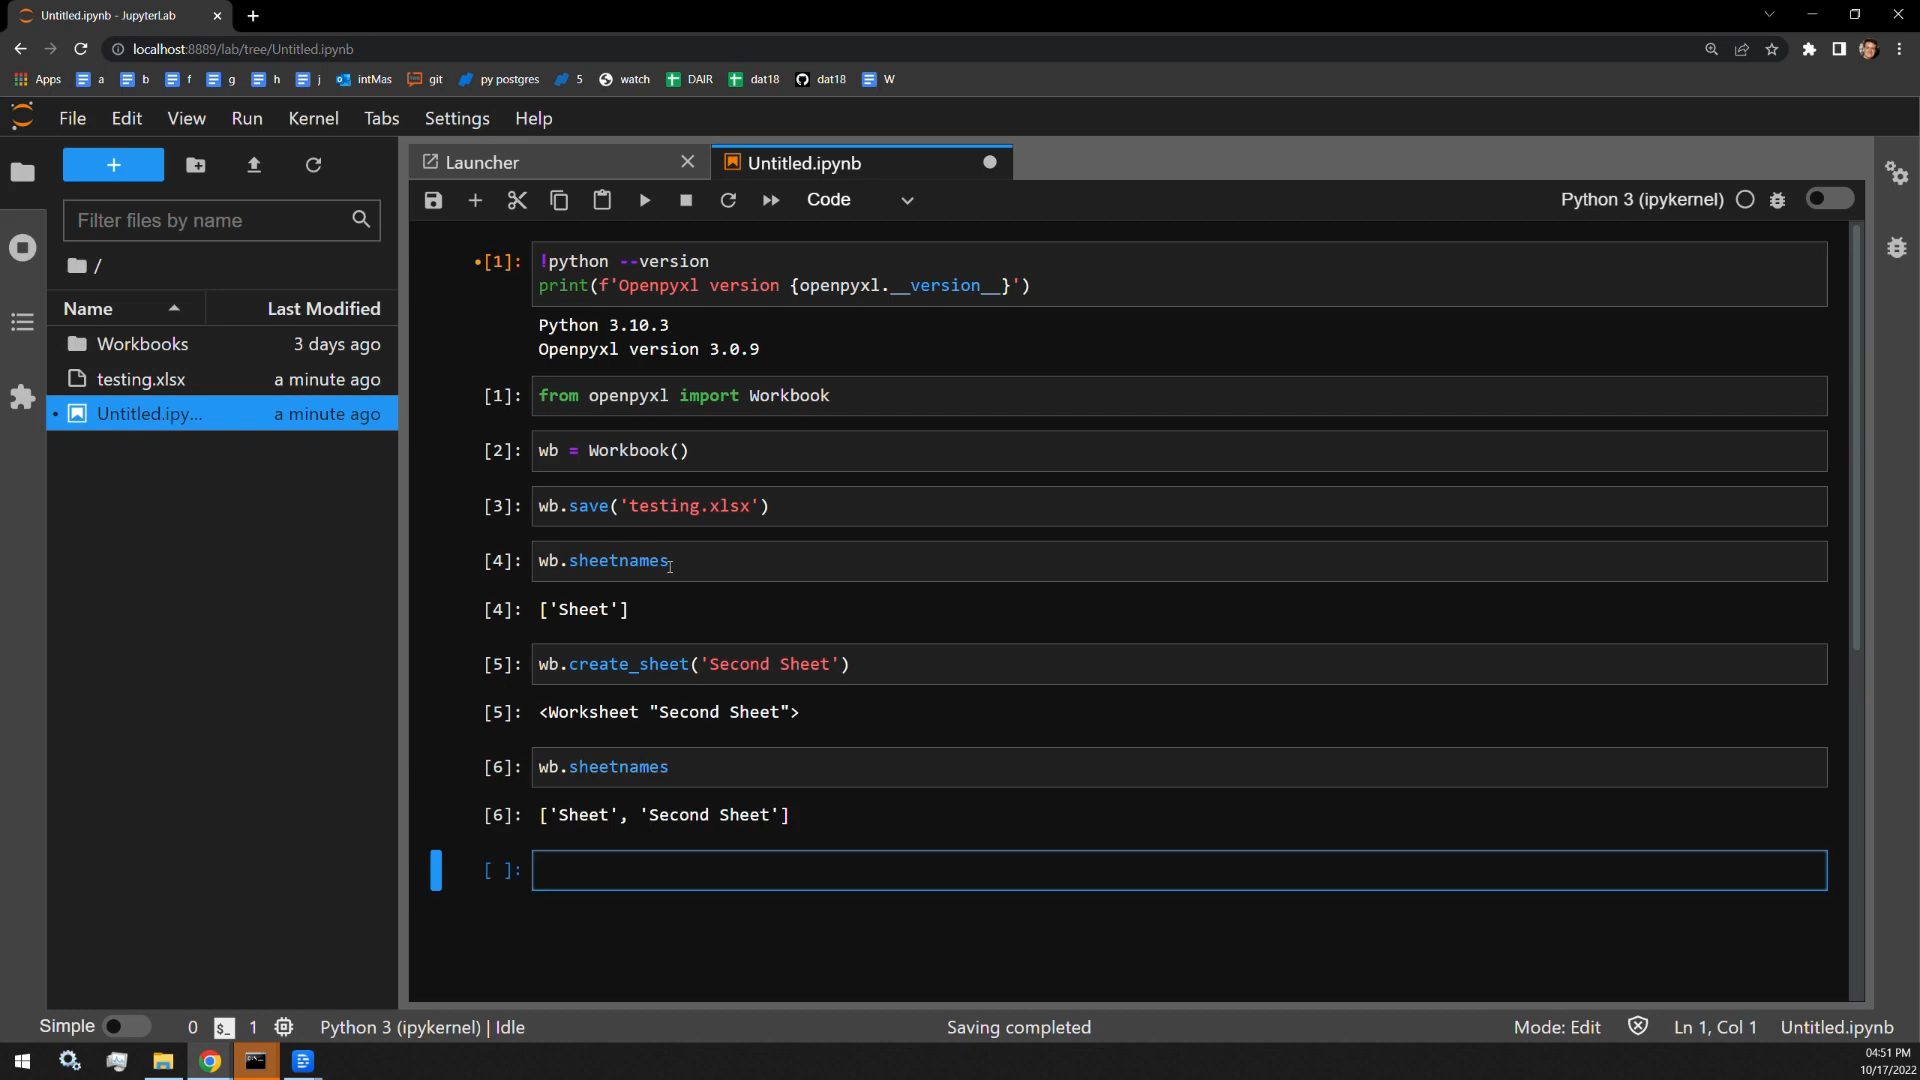 Untitled.ipynb - JupyterLab
localhost:8889/lab/tree/Untitled.ipynb
Apps a b f g h j intMas git py postgres 5 watch DAIR dat18 dat18 W
File Edit View Run Kernel Tabs Settings Help
Launcher Untitled.ipynb
Code Python 3 (ipykernel)
Filter files by name
/
Name Last Modified
Workbooks 3 days ago
testing.xlsx a minute ago
Untitled.ipy... a minute ago
[1]: !python --version
print(f'Openpyxl version {openpyxl.__version__}')
Python 3.10.3
Openpyxl version 3.0.9
[1]: from openpyxl import Workbook
[2]: wb = Workbook()
[3]: wb.save('testing.xlsx')
[4]: wb.sheetnames
[4]: ['Sheet']
[5]: wb.create_sheet('Second Sheet')
[5]: <Worksheet "Second Sheet">
[6]: wb.sheetnames
[6]: ['Sheet', 'Second Sheet']
[ ]:
Simple 0 $_ 1 Python 3 (ipykernel) | Idle Saving completed Mode: Edit Ln 1, Col 1 Untitled.ipynb
04:51 PM
10/17/2022